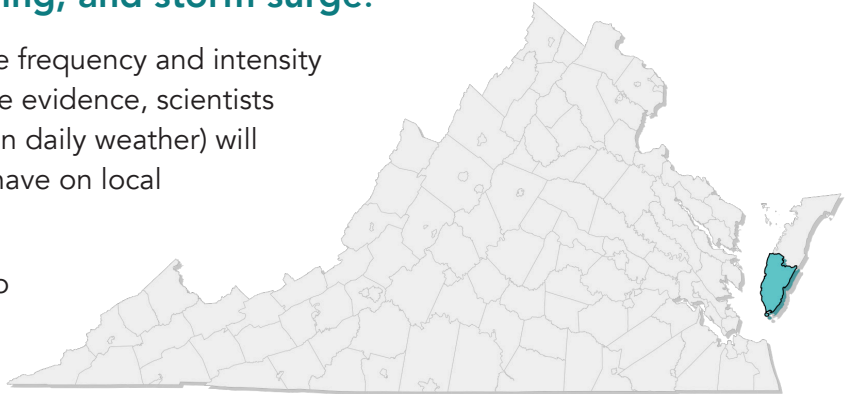 ing, and storm surge.
e frequency and intensity
e evidence, scientists
n daily weather) will
have on local
o